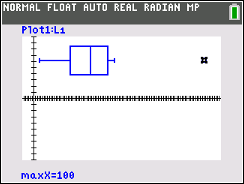 NORMAL FLOAT AUTO REAL RADIAN MP
Plot1:L1
maxX=100